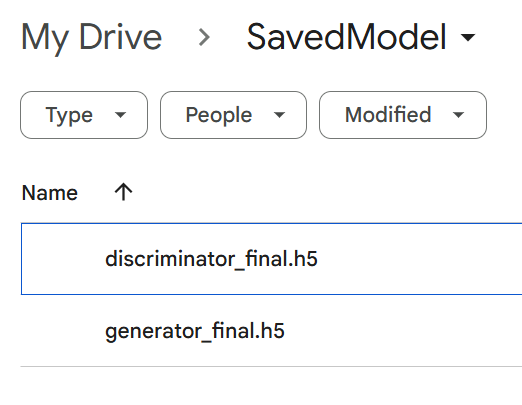 My Drive > SavedModel
Type People Modified
Name
discriminator_final.h5
generator_final.h5